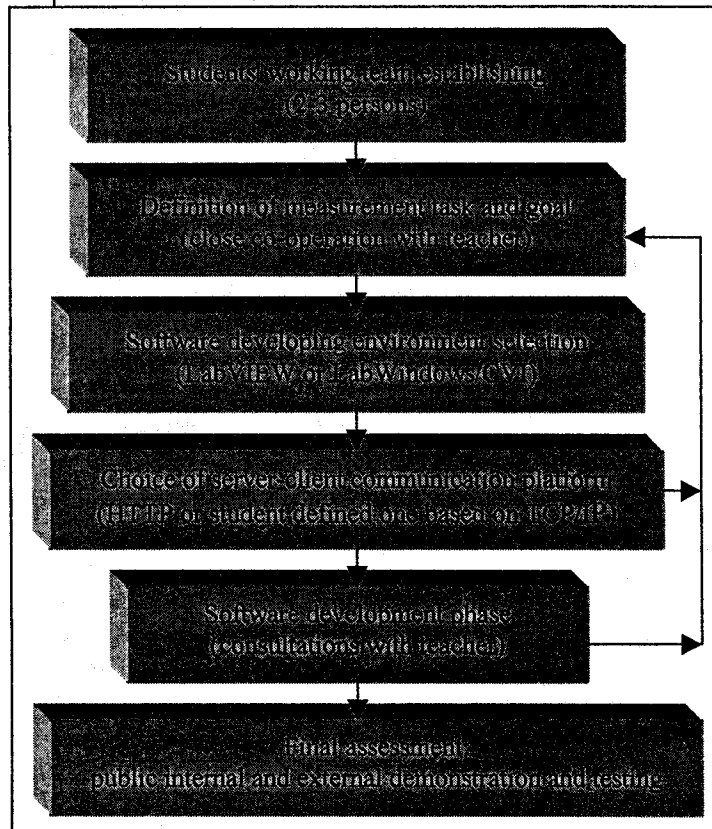 Students working team establishing
(2-3 persons)
Definition of measurement task and goal
(close co-operation with teacher)
Software developing environment selection
(LabVIEW or LabWindows/CVI)
Choice of server-client communication platform
(HTTP or student-defined one based on TCP/IP)
Software development phase
(consultations with teacher)
Final assessment
public internal and external demonstration and testing